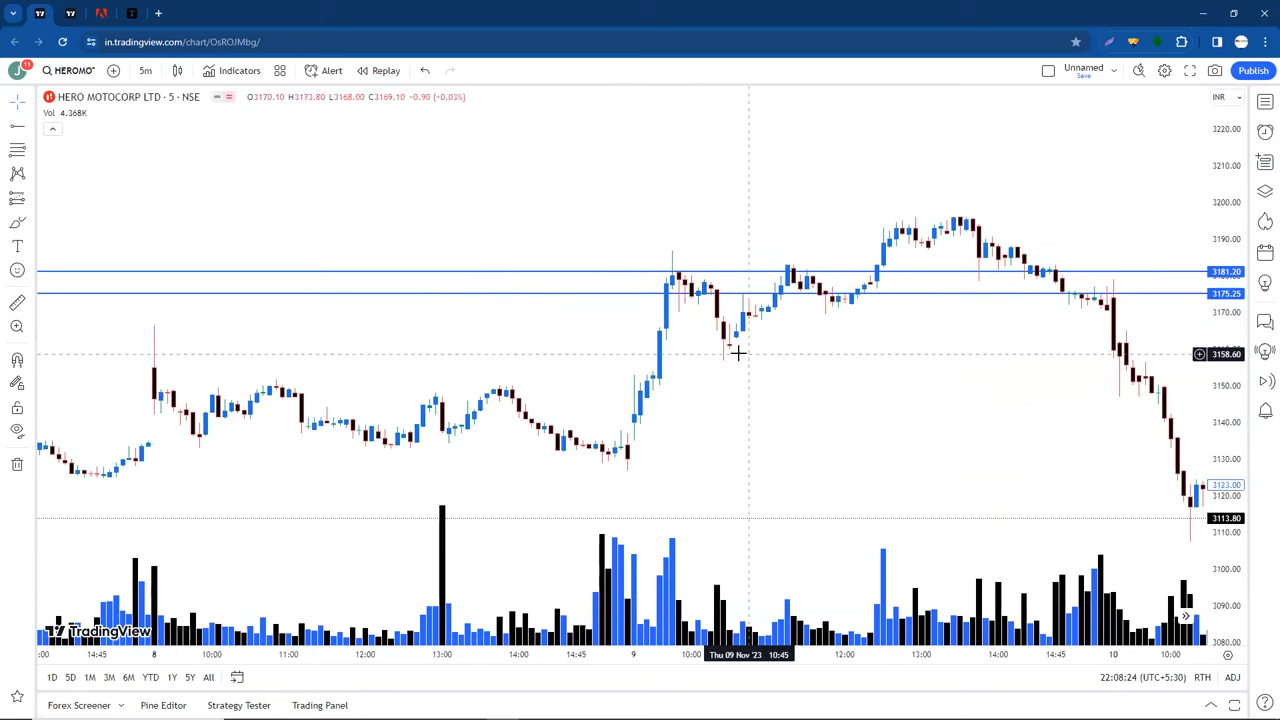 in.tradingview.com/chart/OsROJMbg/
J 11 HEROMO 5m Indicators Alert Replay Unnamed Save Publish
HERO MOTOCORP LTD · 5 · NSE O3170.10 H3173.80 L3168.00 C3169.10 -0.90 (-0.03%) INR
Vol 4.368K
3220.00
3210.00
3200.00
3190.00
3181.20
3175.25
3170.00
3158.60
3150.00
3140.00
3130.00
3123.00
3120.00
3113.80
3110.00
3100.00
3090.00
3080.00
TradingView
:00 14:45 8 10:00 11:00 12:00 13:00 14:00 14:45 9 10:00 Thu 09 Nov '23 10:45 12:00 13:00 14:00 14:45 10 10:00
1D 5D 1M 3M 6M YTD 1Y 5Y All 22:08:24 (UTC+5:30) RTH ADJ
Forex Screener Pine Editor Strategy Tester Trading Panel